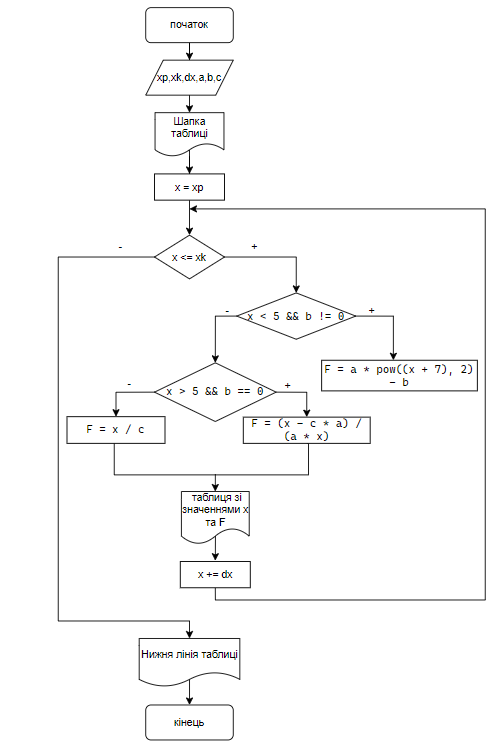 початок
xp,xk,dx,a,b,c
Шапка
таблиці
x = xp
x <= xk
-
+
x < 5 && b != 0
-
+
F = a * pow((x + 7), 2)
– b
x > 5 && b == 0
-
+
F = x / c
F = (x – c * a) /
(a * x)
таблиця зі
значеннями x
та F
x += dx
Нижня лінія таблиці
кінець